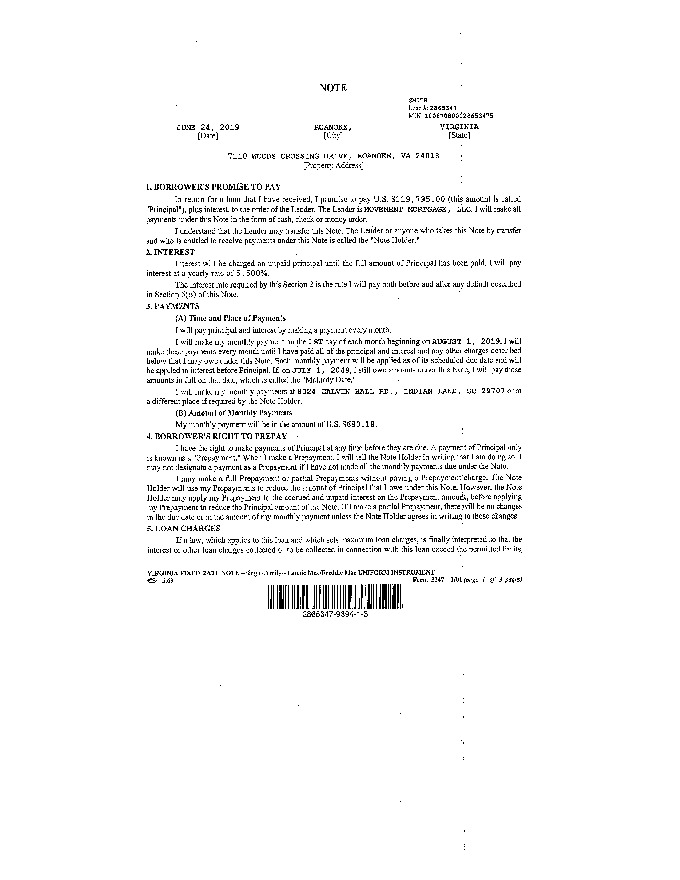 NOTE
SMITH
Loan #: 2865347
MIN:
JUNE 24, 2019 ROANOKE, VIRGINIA
[Date] [City] [State]
7110 WOODS CROSSING DRIVE, ROANOKE, VA 24018
[Property Address]
1. BORROWER'S PROMISE TO PAY
In return for a loan that I have received, I promise to pay U.S. $119,795.00 (this amount is called
"Principal"), plus interest, to the order of the Lender. The Lender is MOVEMENT MORTGAGE, LLC. I will make all
payments under this Note in the form of cash, check or money order.
I understand that the Lender may transfer this Note. The Lender or anyone who takes this Note by transfer
and who is entitled to receive payments under this Note is called the "Note Holder."
2. INTEREST
Interest will be charged on unpaid principal until the full amount of Principal has been paid. I will pay
interest at a yearly rate of 5.500%.
The interest rate required by this Section 2 is the rate I will pay both before and after any default described
in Section 6(B) of this Note.
3. PAYMENTS
(A) Time and Place of Payments
I will pay principal and interest by making a payment every month.
I will make my monthly payment on the 1ST day of each month beginning on AUGUST 1, 2019. I will
make these payments every month until I have paid all of the principal and interest and any other charges described
below that I may owe under this Note. Each monthly payment will be applied as of its scheduled due date and will
be applied to interest before Principal. If, on JULY 1, 2049, I still owe amounts under this Note, I will pay those
amounts in full on that date, which is called the "Maturity Date."
I will make my monthly payments at 8024 CALVIN HALL RD., INDIAN LAND, SC 29707 or at
a different place if required by the Note Holder.
(B) Amount of Monthly Payments
My monthly payment will be in the amount of U.S. $680.18.
4. BORROWER'S RIGHT TO PREPAY
I have the right to make payments of Principal at any time before they are due. A payment of Principal only
is known as a "Prepayment." When I make a Prepayment, I will tell the Note Holder in writing that I am doing so. I
may not designate a payment as a Prepayment if I have not made all the monthly payments due under the Note.
I may make a full Prepayment or partial Prepayments without paying a Prepayment charge. The Note
Holder will use my Prepayments to reduce the amount of Principal that I owe under this Note. However, the Note
Holder may apply my Prepayment to the accrued and unpaid interest on the Prepayment amount, before applying
my Prepayment to reduce the Principal amount of the Note. If I make a partial Prepayment, there will be no changes
in the due date or in the amount of my monthly payment unless the Note Holder agrees in writing to those changes.
5. LOAN CHARGES
If a law, which applies to this loan and which sets maximum loan charges, is finally interpreted so that the
interest or other loan charges collected or to be collected in connection with this loan exceed the permitted limits,
VIRGINIA FIXED RATE NOTE—Single Family—Fannie Mae/Freddie Mac UNIFORM INSTRUMENT
Form 3247 1/01 (page 1 of 3 pages)